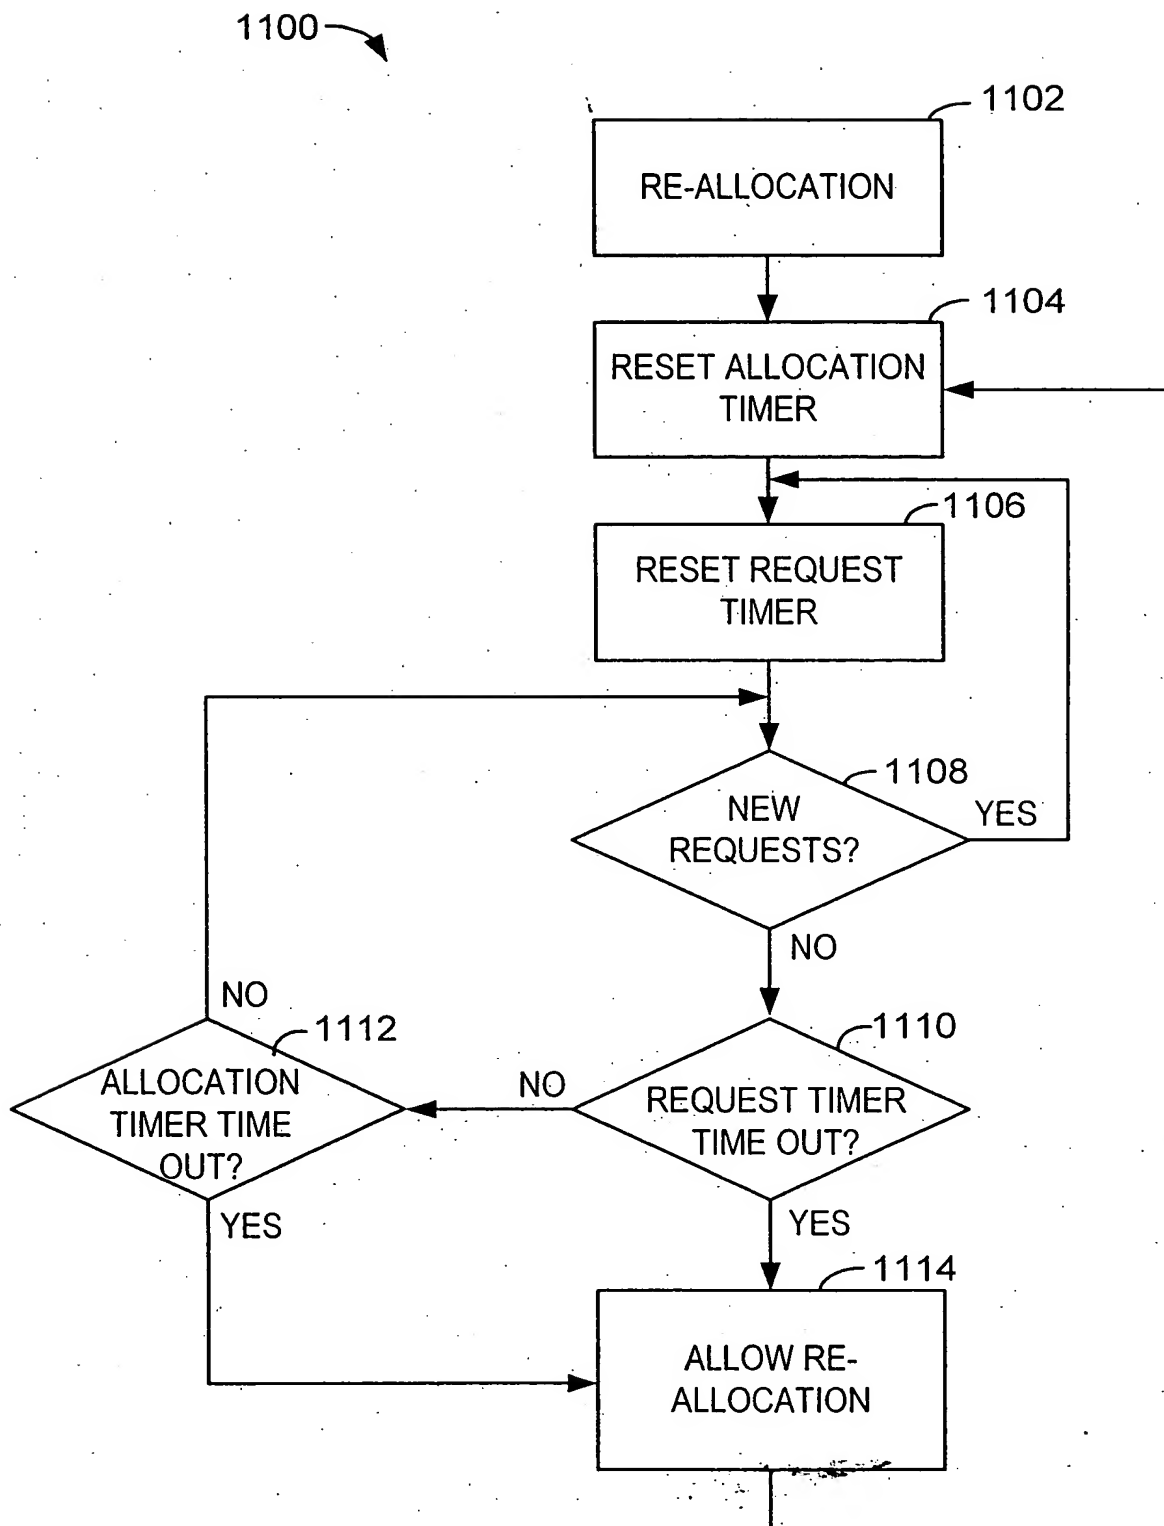 1100
1102
RE-ALLOCATION
1104
RESET ALLOCATION
TIMER
1106
RESET REQUEST
TIMER
1108
NEW
REQUESTS?
YES
NO
NO
1112
ALLOCATION
TIMER TIME
OUT?
NO
1110
REQUEST TIMER
TIME OUT?
YES
YES
1114
ALLOW RE-
ALLOCATION